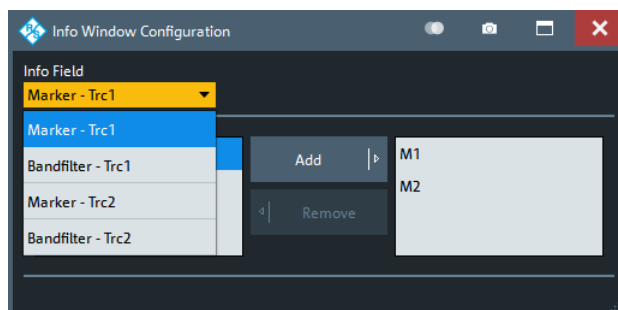 Info Window Configuration
Info Field
Marker - Trc1
Marker - Trc1
Bandfilter - Trc1
Marker - Trc2
Bandfilter - Trc2
Add
Remove
M1
M2